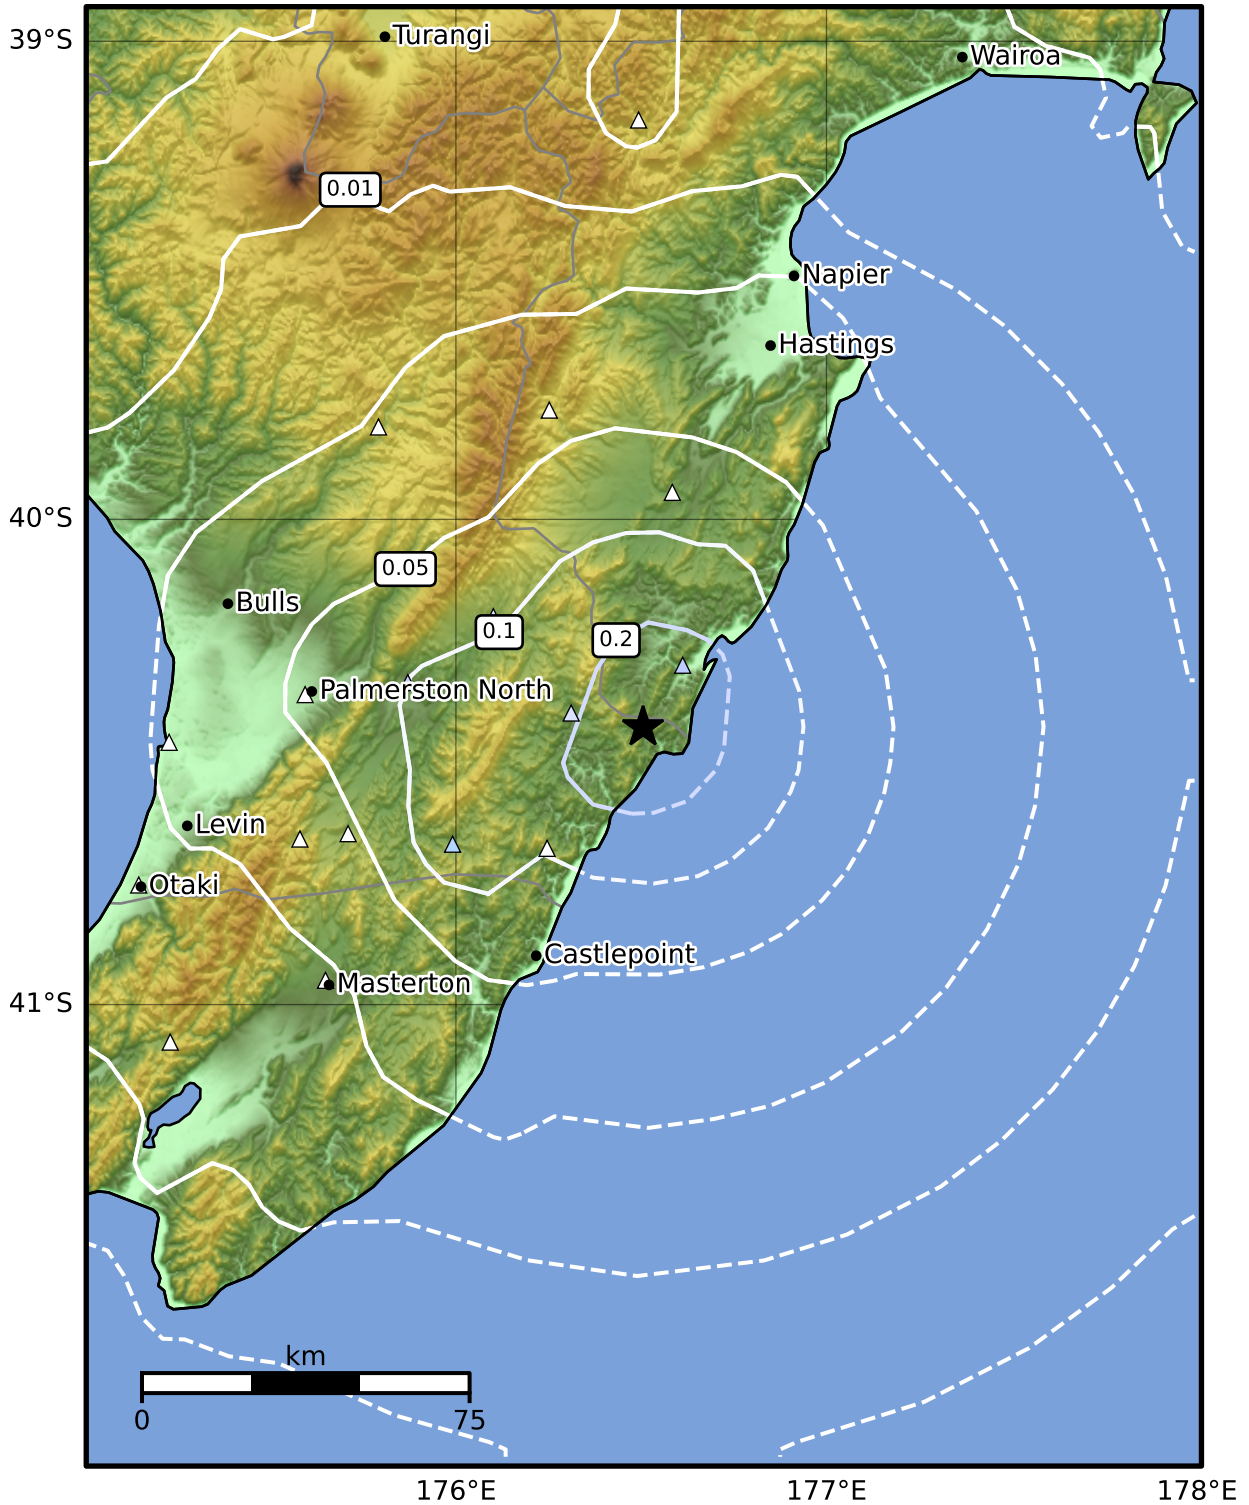 39°S
Turangi
Wairoa
0.01
Napier
Hastings
40°S
0.05
Bulls
0.1
0.2
Palmerston North
Levin
Otaki
Castlepoint
Masterton
41°S
km
0
75
176°E
177°E
178°E